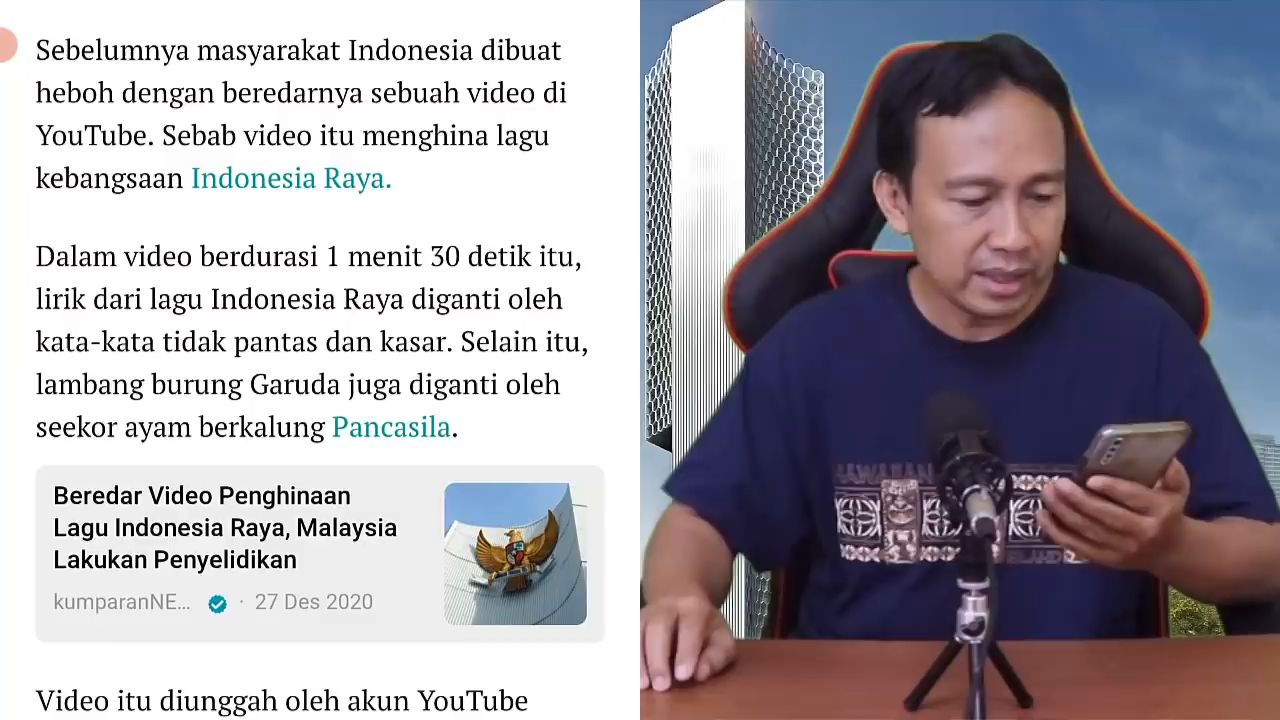 Sebelumnya masyarakat Indonesia dibuat
heboh dengan beredarnya sebuah video di
YouTube. Sebab video itu menghina lagu
kebangsaan Indonesia Raya.
Dalam video berdurasi 1 menit 30 detik itu,
lirik dari lagu Indonesia Raya diganti oleh
kata-kata tidak pantas dan kasar. Selain itu,
lambang burung Garuda juga diganti oleh
seekor ayam berkalung Pancasila.
Beredar Video Penghinaan
Lagu Indonesia Raya, Malaysia
Lakukan Penyelidikan
kumparanNE... · 27 Des 2020
Video itu diunggah oleh akun YouTube